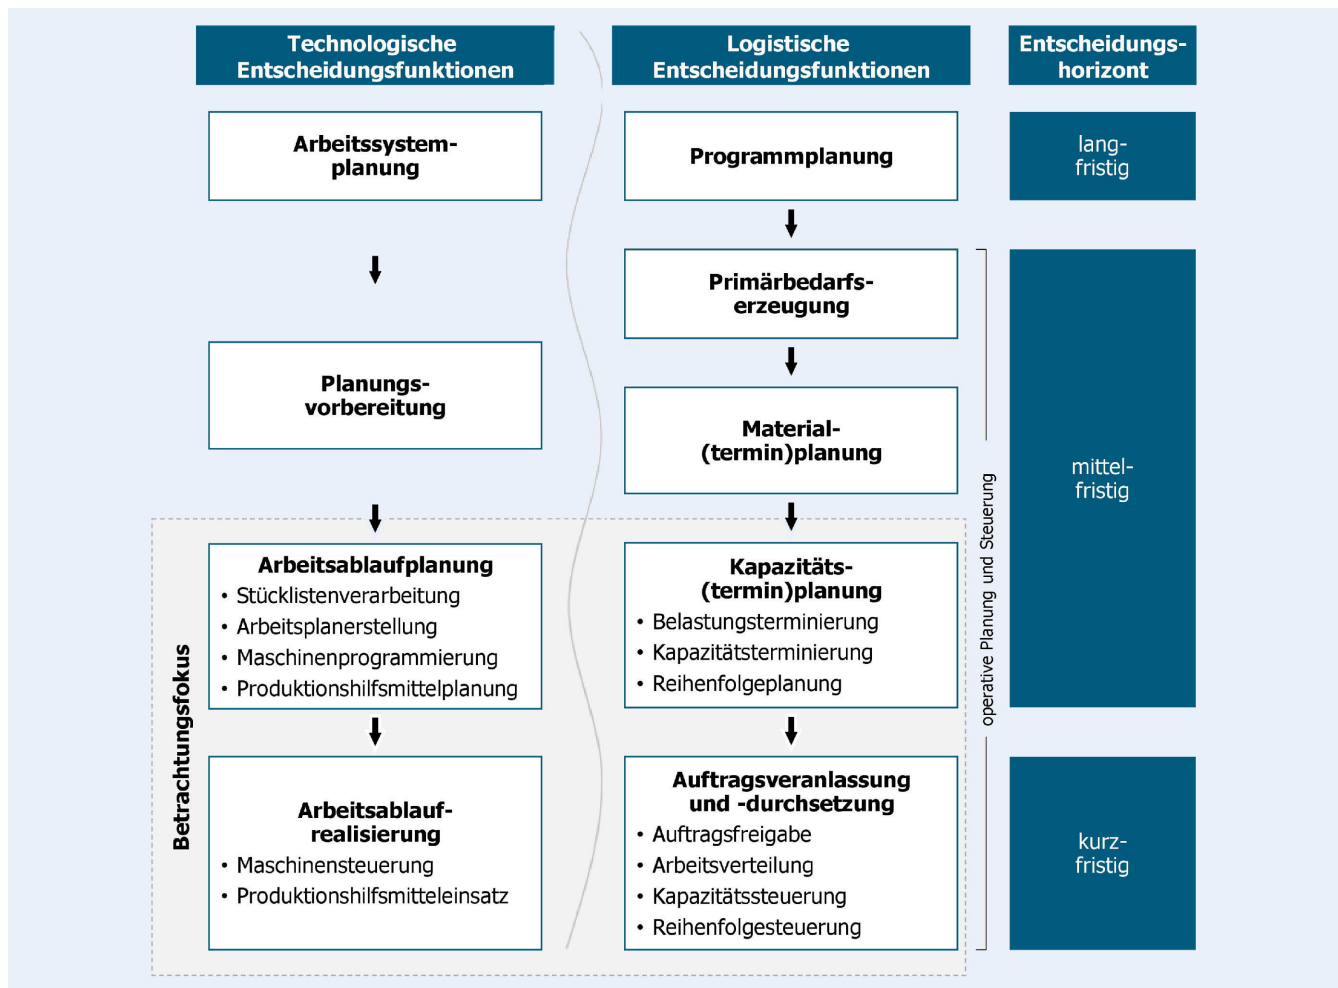 Technologische
Entscheidungsfunktionen
Logistische
Entscheidungsfunktionen
Entscheidungs-
horizont
Arbeitssystem-
planung
Programmplanung
lang-
fristig
Primärbedarfs-
erzeugung
Planungs-
vorbereitung
Material-
(termin)planung
mittel-
fristig
operative Planung und Steuerung
Betrachtungsfokus
Arbeitsablaufplanung
• Stücklistenverarbeitung
• Arbeitsplanerstellung
• Maschinenprogrammierung
• Produktionshilfsmittelplanung
Kapazitäts-
(termin)planung
• Belastungsterminierung
• Kapazitätsterminierung
• Reihenfolgeplanung
Arbeitsablauf-
realisierung
• Maschinensteuerung
• Produktionshilfsmitteleinsatz
Auftragsveranlassung
und -durchsetzung
• Auftragsfreigabe
• Arbeitsverteilung
• Kapazitätssteuerung
• Reihenfolgesteuerung
kurz-
fristig